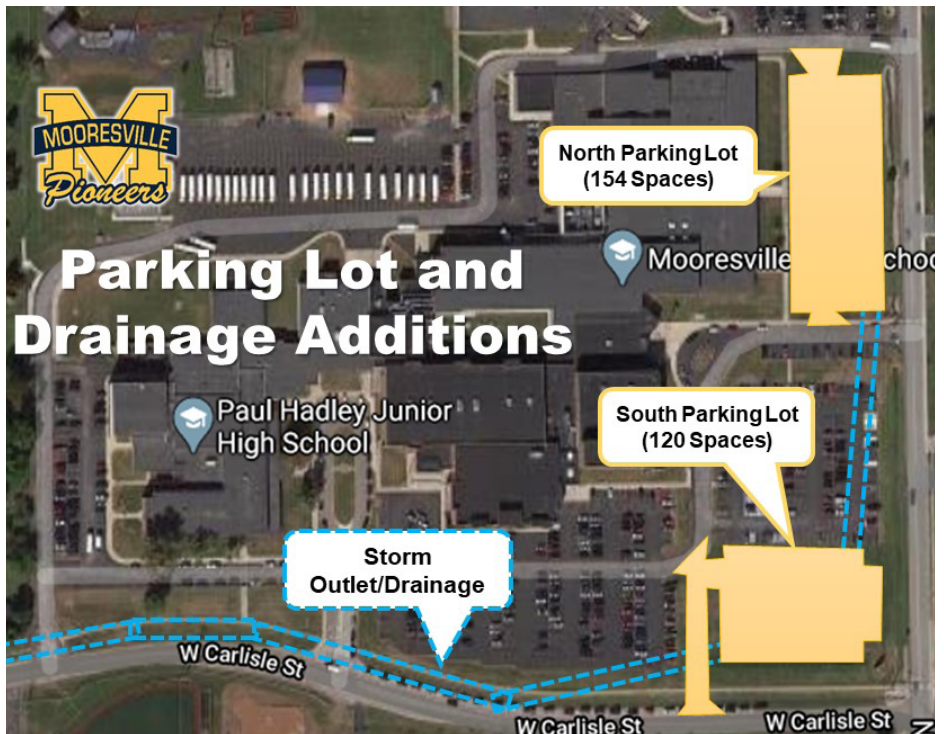 MOORESVILLE
M
Pioneers
North Parking Lot
(154 Spaces)
Mooresville
Parking Lot and
Drainage Additions
Paul Hadley Junior
High School
South Parking Lot
(120 Spaces)
Storm
Outlet/Drainage
W Carlisle St
W Carlisle St
W Carlisle St
N